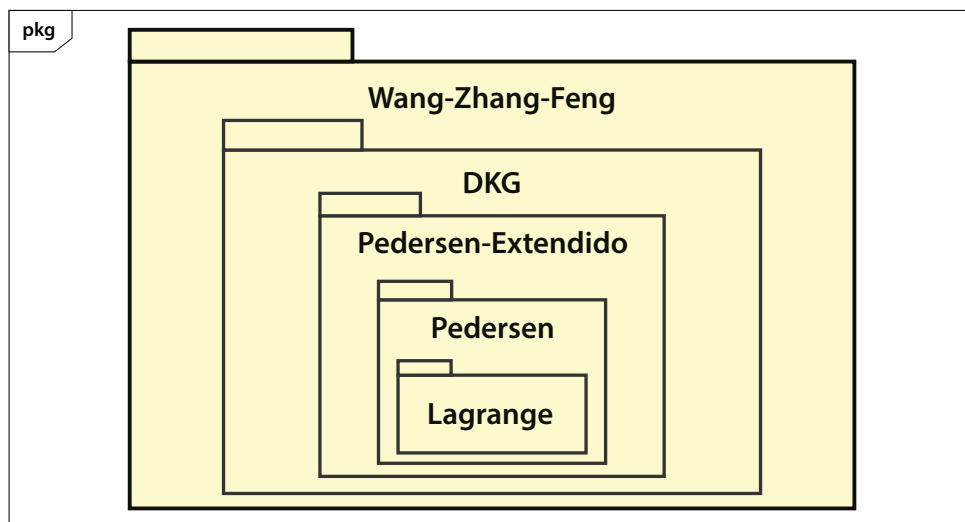 pkg
Wang-Zhang-Feng
DKG
Pedersen-Extendido
Pedersen
Lagrange